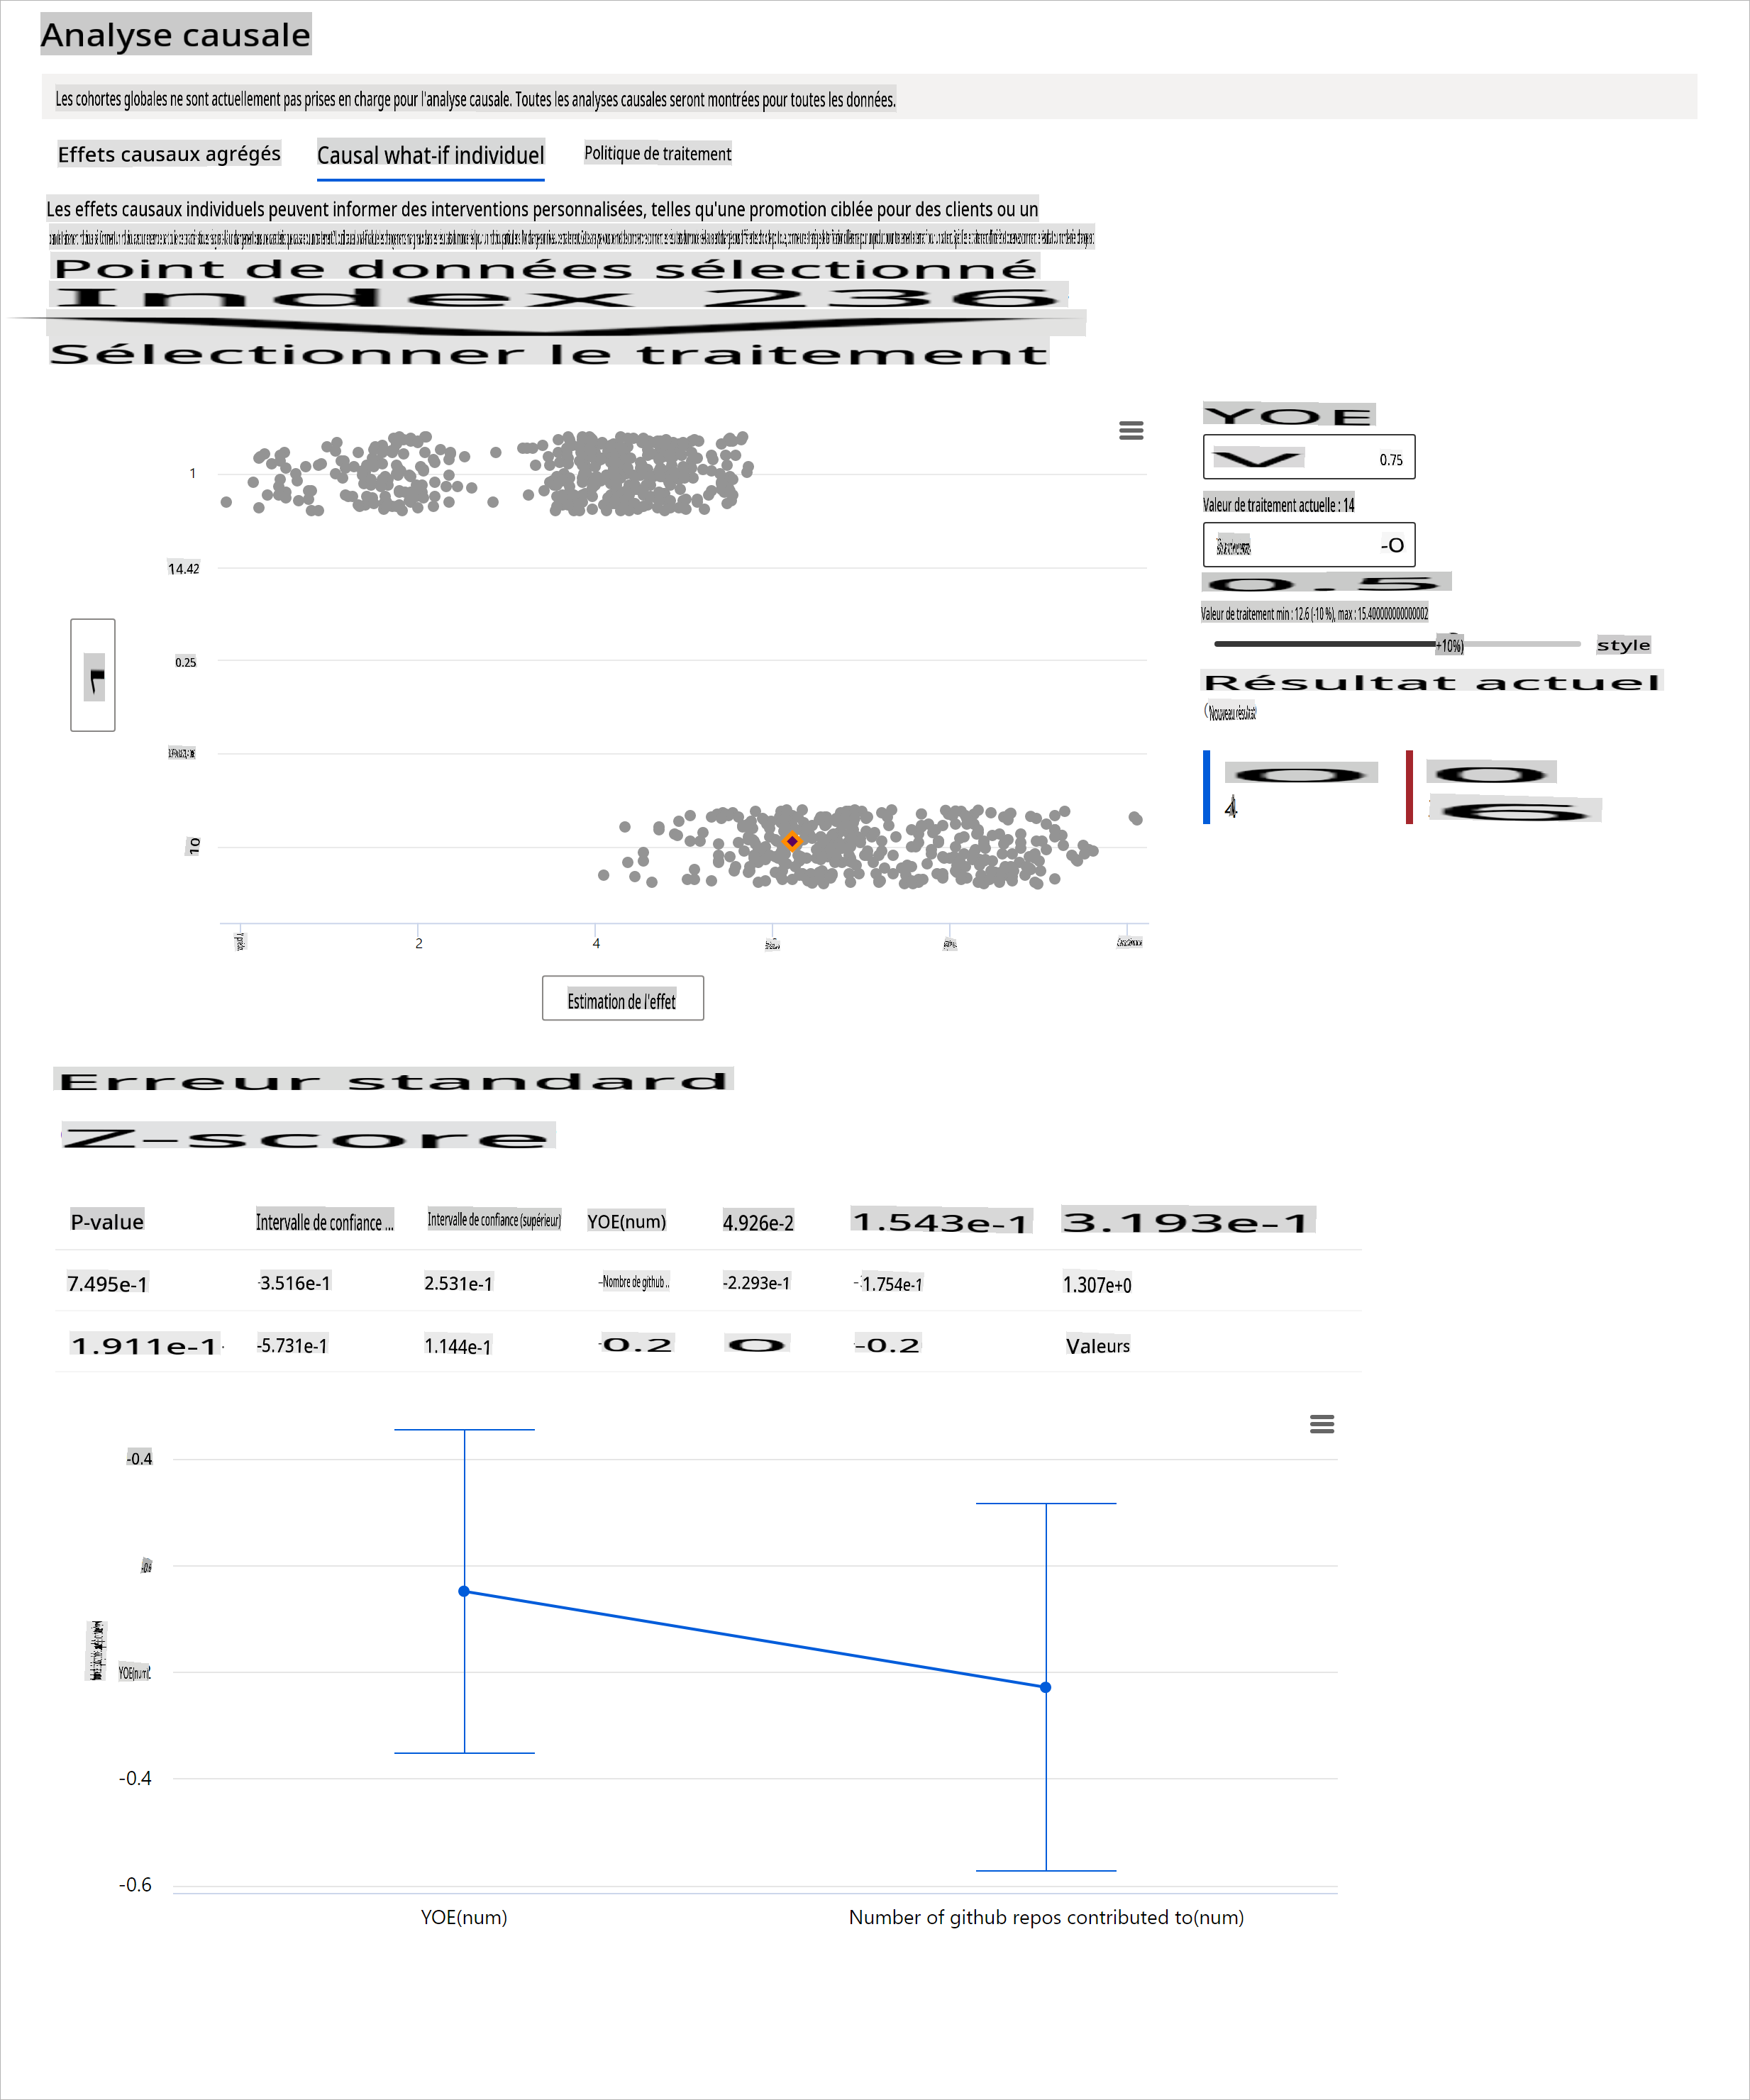 Analyse causale
Les cohortes globales ne sont actuellement pas prises en charge pour l'analyse causale. Toutes les analyses causales seront montrées pour toutes les données.
Effets causaux agrégés
Causal what-if individuel
Politique de traitement
Les effets causaux individuels peuvent informer des interventions personnalisées, telles qu'une promotion ciblée pour des clients ou un
Point de données sélectionné
Index 236
Sélectionner le traitement
YOE
0.75
Valeur de traitement actuelle : 14
-0
0.5
Valeur de traitement min : 12.6 (-10 %), max : 15.400000000000002
+10%)
style
Résultat actuel
(Nouveau résultat
0
4
0
6
1
14.42
0.25
1
10
2
4
Estimation de l'effet
Erreur standard
Z-score
P-value
Intervalle de confiance ...
Intervalle de confiance (supérieur)
YOE(num)
4.926e-2
1.543e-1
3.193e-1
7.495e-1
-3.516e-1
2.531e-1
Nombre de github ..
-2.293e-1
1.754e-1
1.307e+0
1.911e-1
-5.731e-1
1.144e-1
0.2
0
-0.2
Valeurs
-0.4
YOE(num)
-0.4
-0.6
YOE(num)
Number of github repos contributed to(num)